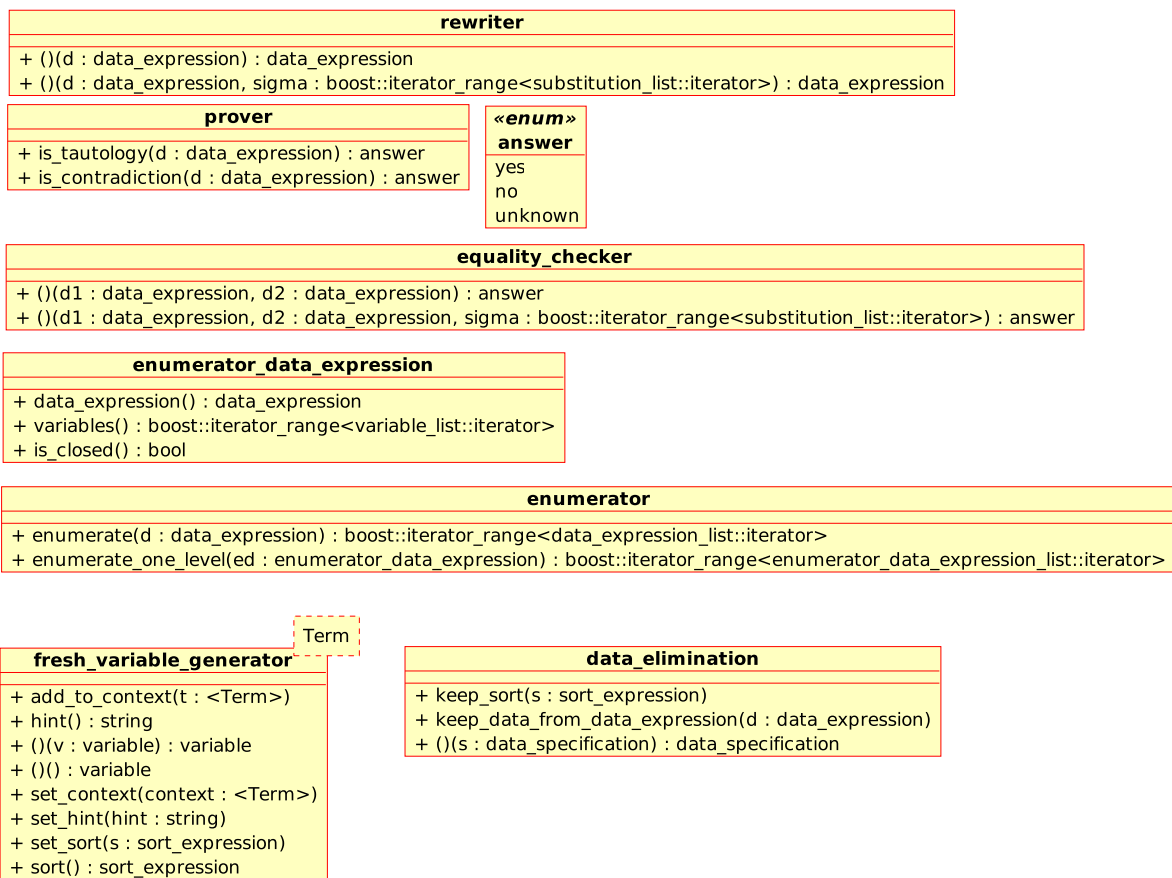 rewriter
+ ()(d : data_expression) : data_expression
+ ()(d : data_expression, sigma : boost::iterator_range<substitution_list::iterator>) : data_expression
prover
+ is_tautology(d : data_expression) : answer
+ is_contradiction(d : data_expression) : answer
«enum»
answer
yes
no
unknown
equality_checker
+ ()(d1 : data_expression, d2 : data_expression) : answer
+ ()(d1 : data_expression, d2 : data_expression, sigma : boost::iterator_range<substitution_list::iterator>) : answer
enumerator_data_expression
+ data_expression() : data_expression
+ variables() : boost::iterator_range<variable_list::iterator>
+ is_closed() : bool
enumerator
+ enumerate(d : data_expression) : boost::iterator_range<data_expression_list::iterator>
+ enumerate_one_level(ed : enumerator_data_expression) : boost::iterator_range<enumerator_data_expression_list::iterator>
Term
fresh_variable_generator
+ add_to_context(t : <Term>)
+ hint() : string
+ ()(v : variable) : variable
+ ()() : variable
+ set_context(context : <Term>)
+ set_hint(hint : string)
+ set_sort(s : sort_expression)
+ sort() : sort_expression
data_elimination
+ keep_sort(s : sort_expression)
+ keep_data_from_data_expression(d : data_expression)
+ ()(s : data_specification) : data_specification